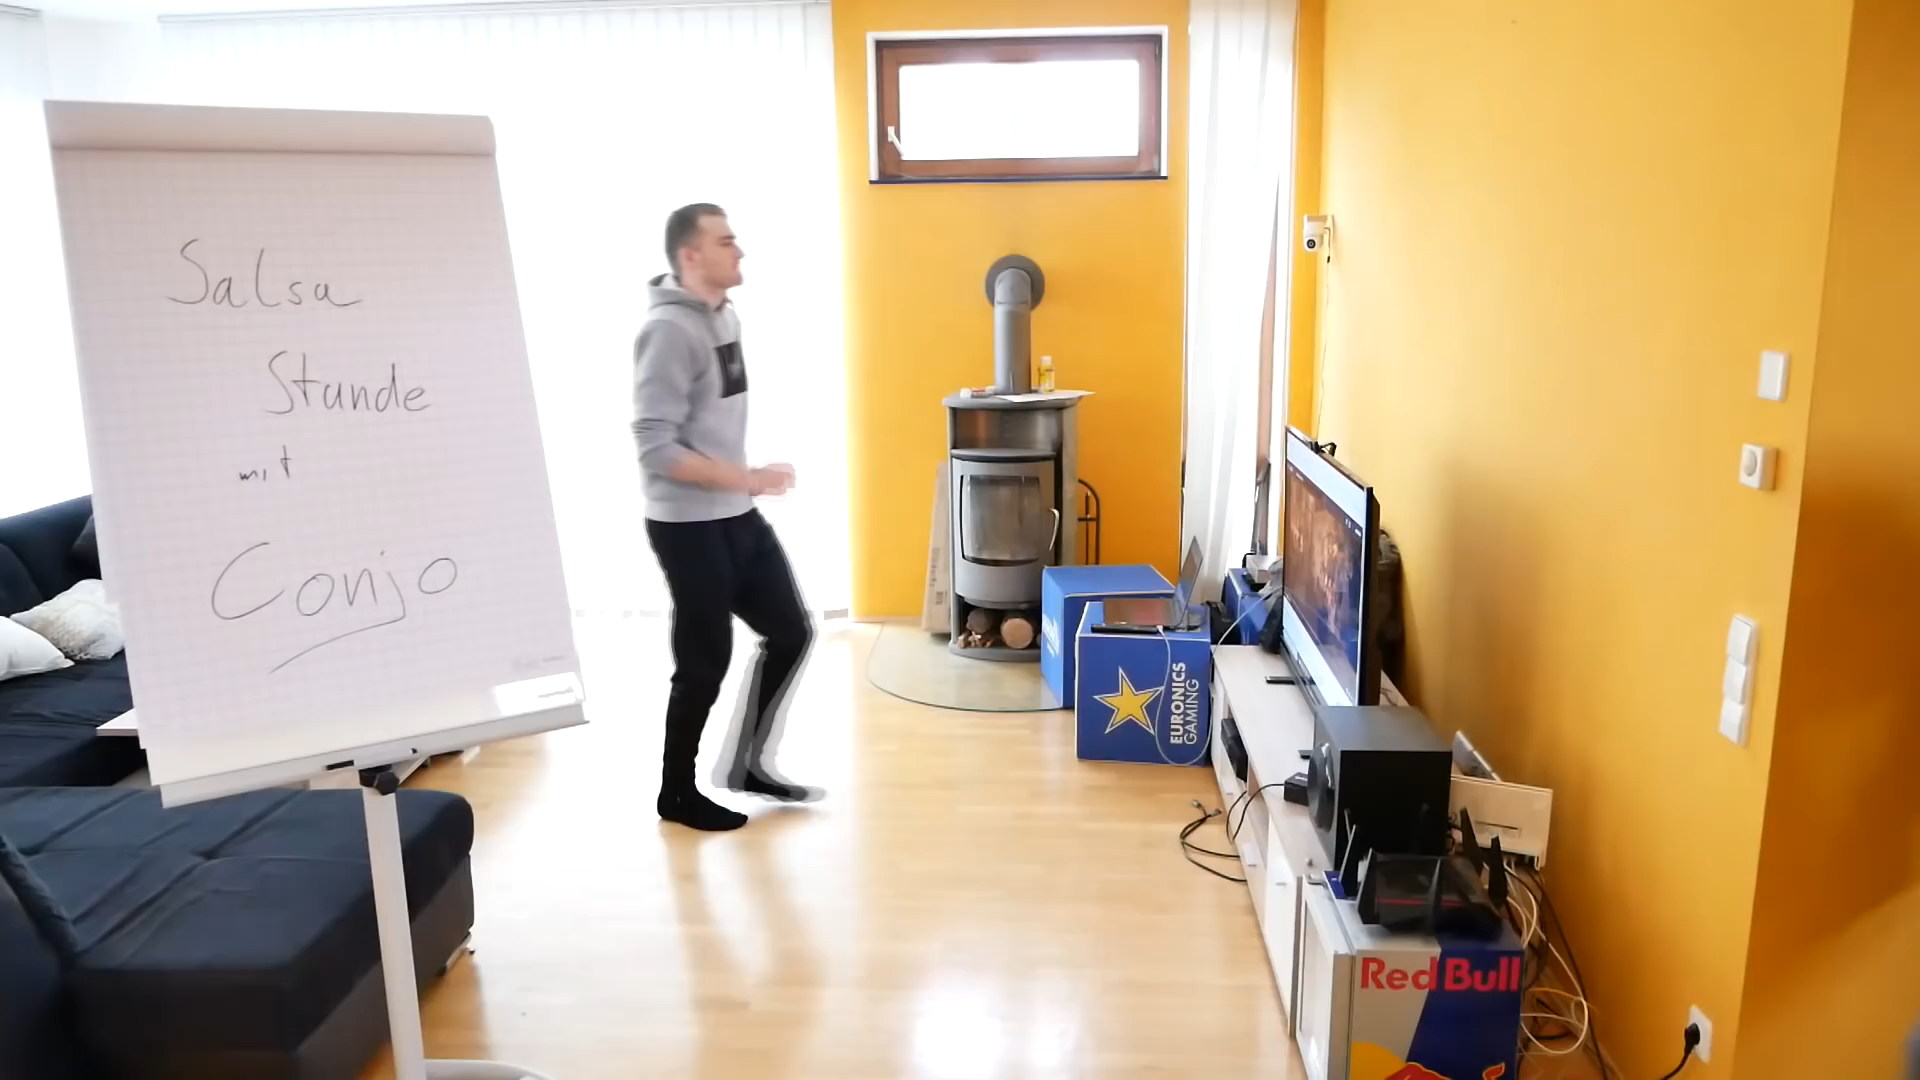 Salsa
Stunde
mit
Conjo
EURONICS
GAMING
Red Bull